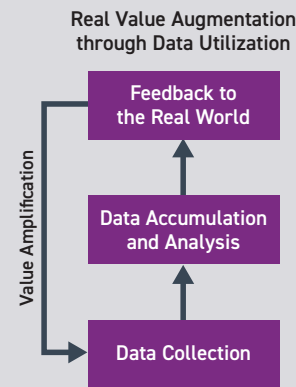 Real Value Augmentation
through Data Utilization
Feedback to
the Real World
Value Amplification
Data Accumulation
and Analysis
Data Collection